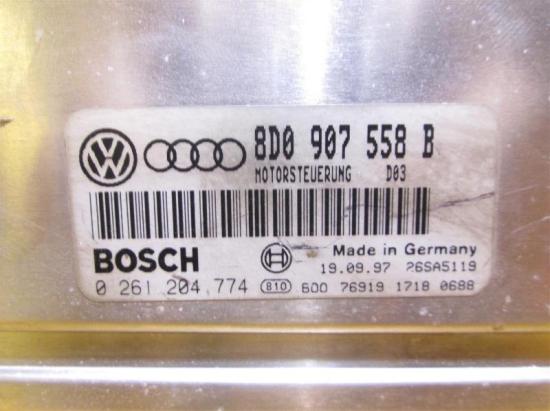 8D0 907 558 B
MOTORSTEUERUNG D03
BOSCH Made in Germany
19.09.97 26SA5119
0 261 204 774 810 BOO 76919 1718 0688